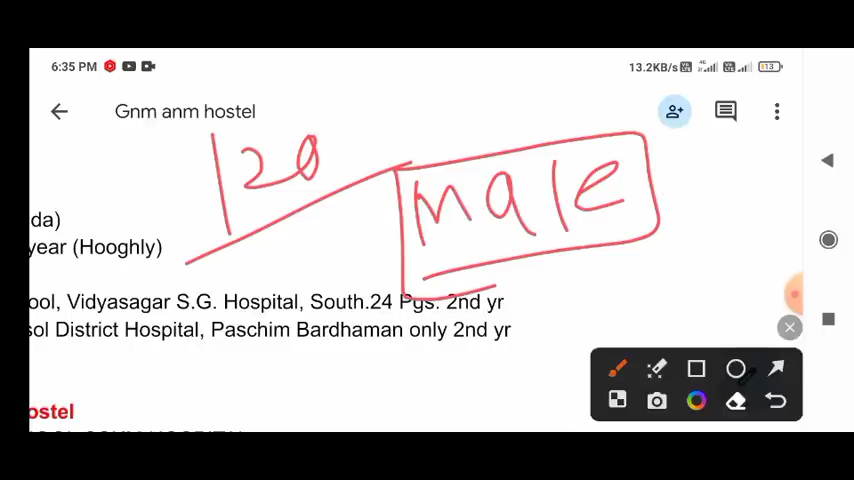 6:35 PM 13.2KB/s 13
Gnm anm hostel
120
male
da)
year (Hooghly)
ool, Vidyasagar S.G. Hospital, South.24 Pgs. 2nd yr
sol District Hospital, Paschim Bardhaman only 2nd yr
ostel